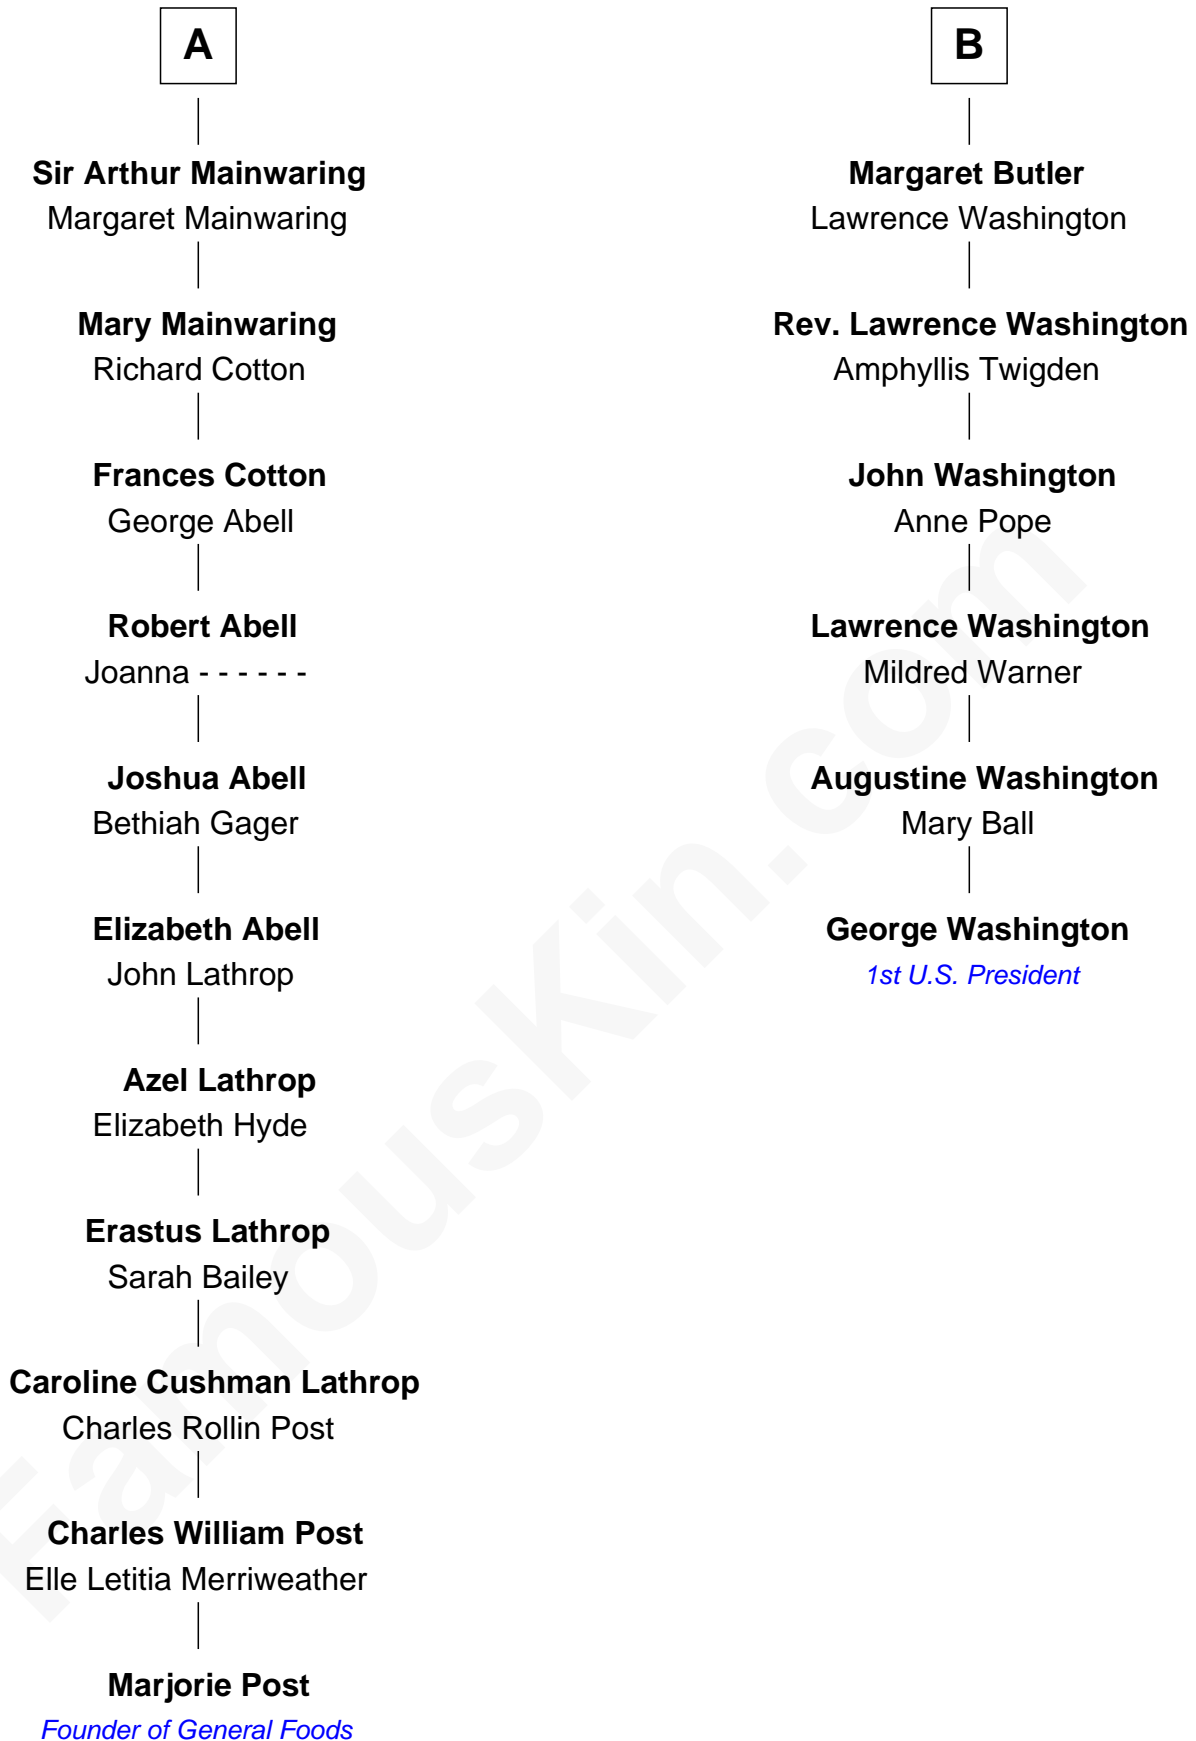 A
Sir Arthur Mainwaring
Margaret Mainwaring
Mary Mainwaring
Richard Cotton
Frances Cotton
George Abell
Robert Abell
Joanna - - - - - -
Joshua Abell
Bethiah Gager
Elizabeth Abell
John Lathrop
Azel Lathrop
Elizabeth Hyde
Erastus Lathrop
Sarah Bailey
Caroline Cushman Lathrop
Charles Rollin Post
Charles William Post
Elle Letitia Merriweather
Marjorie Post
Founder of General Foods
B
Margaret Butler
Lawrence Washington
Rev. Lawrence Washington
Amphyllis Twigden
John Washington
Anne Pope
Lawrence Washington
Mildred Warner
Augustine Washington
Mary Ball
George Washington
1st U.S. President
FamousKin.com